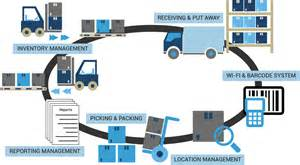 RECEIVING & PUT AWAY
INVENTORY MANAGEMENT
WI-FI & BARCODE SYSTEM
Reports
PICKING & PACKING
REPORTING MANAGEMENT
LOCATION MANAGEMENT